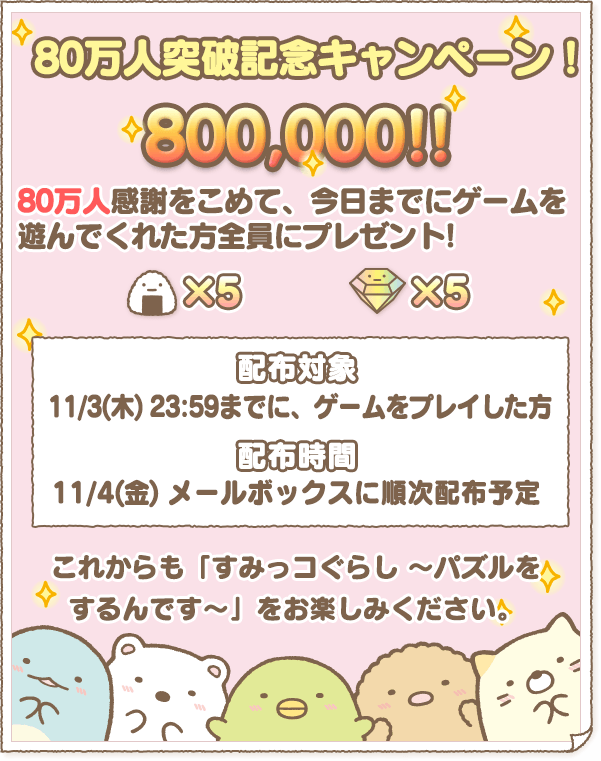 80万人突破記念キャンペーン！
800,000!!
80万人感謝をこめて、今日までにゲームを
遊んでくれた方全員にプレゼント!
×5 ×5
配布対象
11/3(木) 23:59までに、ゲームをプレイした方
配布時間
11/4(金) メールボックスに順次配布予定
これからも「すみっコぐらし ～パズルを
するんです～」をお楽しみください。